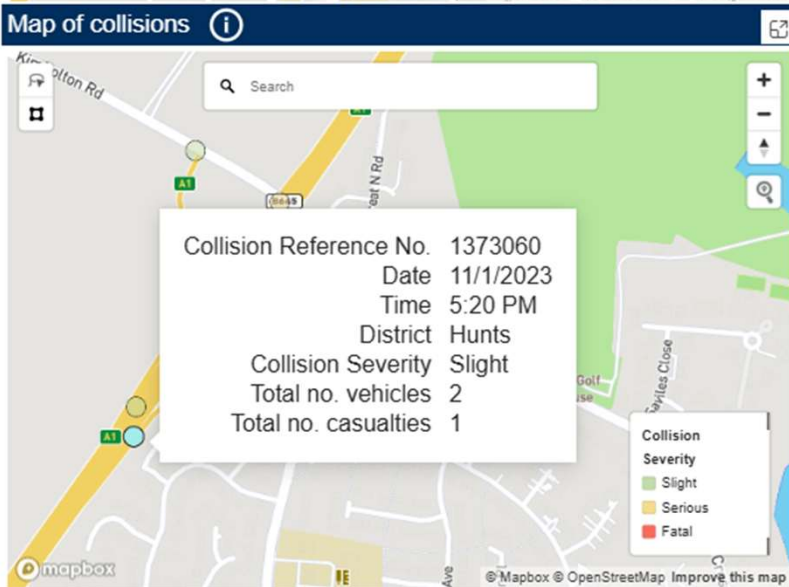 Map of collisions
Search
A1
A1
B645
Collision Reference No. 1373060
Date 11/1/2023
Time 5:20 PM
District Hunts
Collision Severity Slight
Total no. vehicles 2
Total no. casualties 1
Golf
Saviles Close
A1
Collision
Severity
Slight
Serious
Fatal
Ave
mapbox
© Mapbox © OpenStreetMap Improve this map